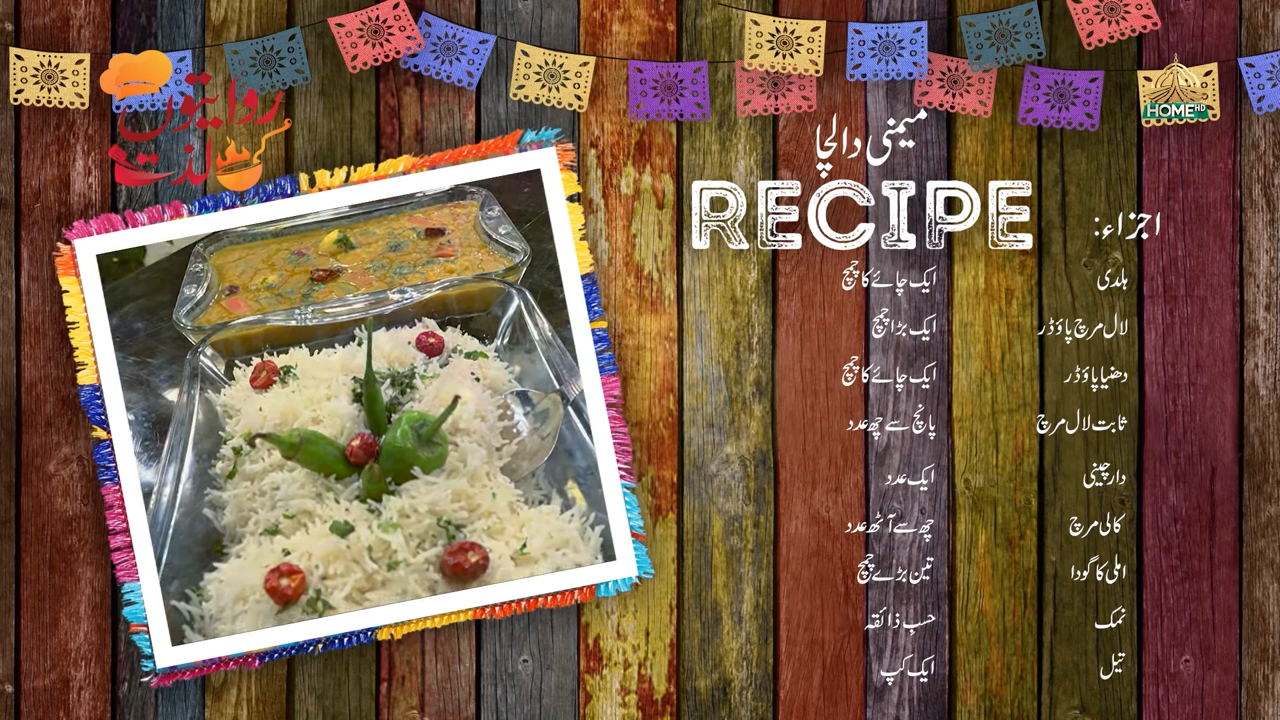 روایتوں
کی لذت
HOME HD
میمنی دالچا
RECIPE
اجزاء:
ہلدی ایک چائے کا چمچ
لال مرچ پاؤڈر ایک بڑا چمچ
دھنیا پاؤڈر ایک چائے کا چمچ
ثابت لال مرچ پانچ سے چھ عدد
دارچینی ایک عدد
کالی مرچ چھ سے آٹھ عدد
املی کا گودا تین بڑے چمچ
نمک حسبِ ذائقہ
تیل ایک کپ